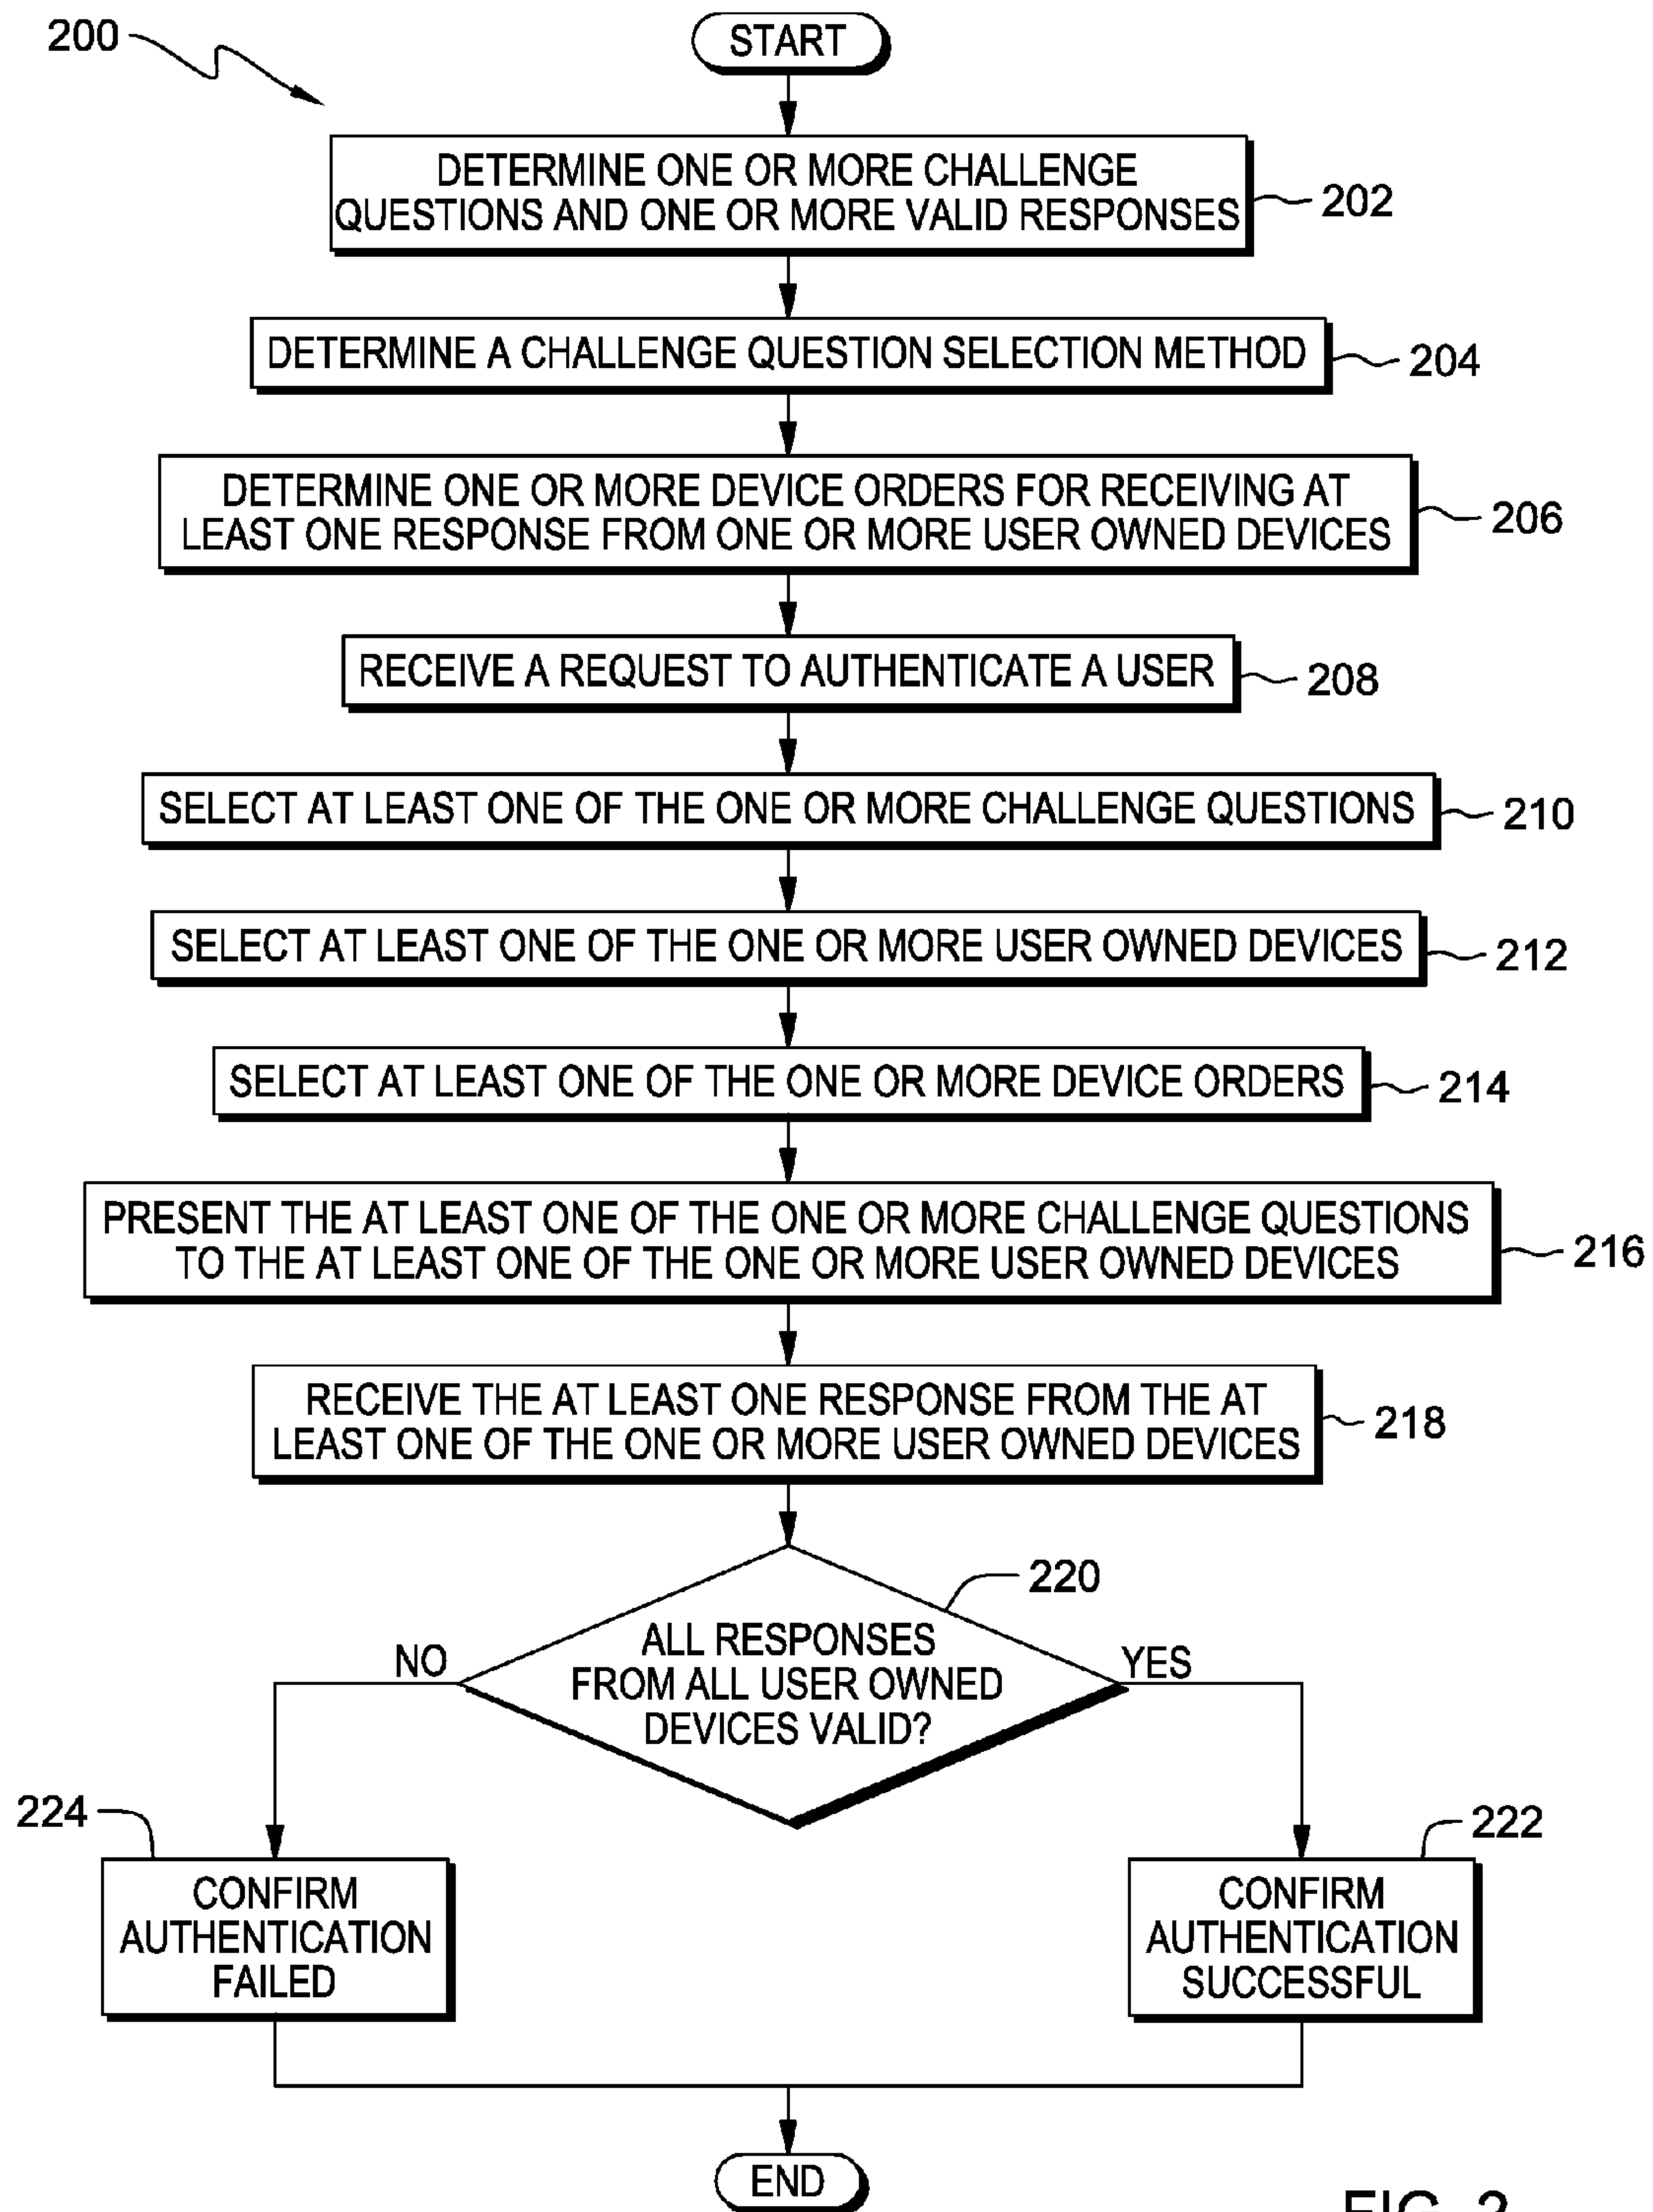 200
START
DETERMINE ONE OR MORE CHALLENGE
QUESTIONS AND ONE OR MORE VALID RESPONSES
202
DETERMINE A CHALLENGE QUESTION SELECTION METHOD
204
DETERMINE ONE OR MORE DEVICE ORDERS FOR RECEIVING AT
LEAST ONE RESPONSE FROM ONE OR MORE USER OWNED DEVICES
206
RECEIVE A REQUEST TO AUTHENTICATE A USER
208
SELECT AT LEAST ONE OF THE ONE OR MORE CHALLENGE QUESTIONS
210
SELECT AT LEAST ONE OF THE ONE OR MORE USER OWNED DEVICES
212
SELECT AT LEAST ONE OF THE ONE OR MORE DEVICE ORDERS
214
PRESENT THE AT LEAST ONE OF THE ONE OR MORE CHALLENGE QUESTIONS
TO THE AT LEAST ONE OF THE ONE OR MORE USER OWNED DEVICES
216
RECEIVE THE AT LEAST ONE RESPONSE FROM THE AT
LEAST ONE OF THE ONE OR MORE USER OWNED DEVICES
218
220
ALL RESPONSES
FROM ALL USER OWNED
DEVICES VALID?
NO
YES
224
CONFIRM
AUTHENTICATION
FAILED
222
CONFIRM
AUTHENTICATION
SUCCESSFUL
END
FIG. 2